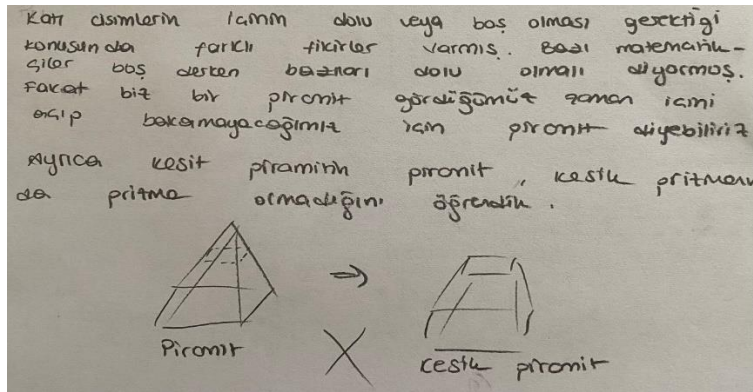 Katı cisimlerin içinin dolu veya boş olması gerektiği
konusunda farklı fikirler varmış. Bazı matematik-
çiler boş derken bazıları dolu olmalı diyormuş.
Fakat biz bir piramit gördüğümüz zaman içini
açıp bakamayacağımız için piramit diyebiliriz
Ayrıca kesik piramitin piramit, kesik prizmanın
da prizma olmadığını öğrendik.
Piramit
Kesik piramit